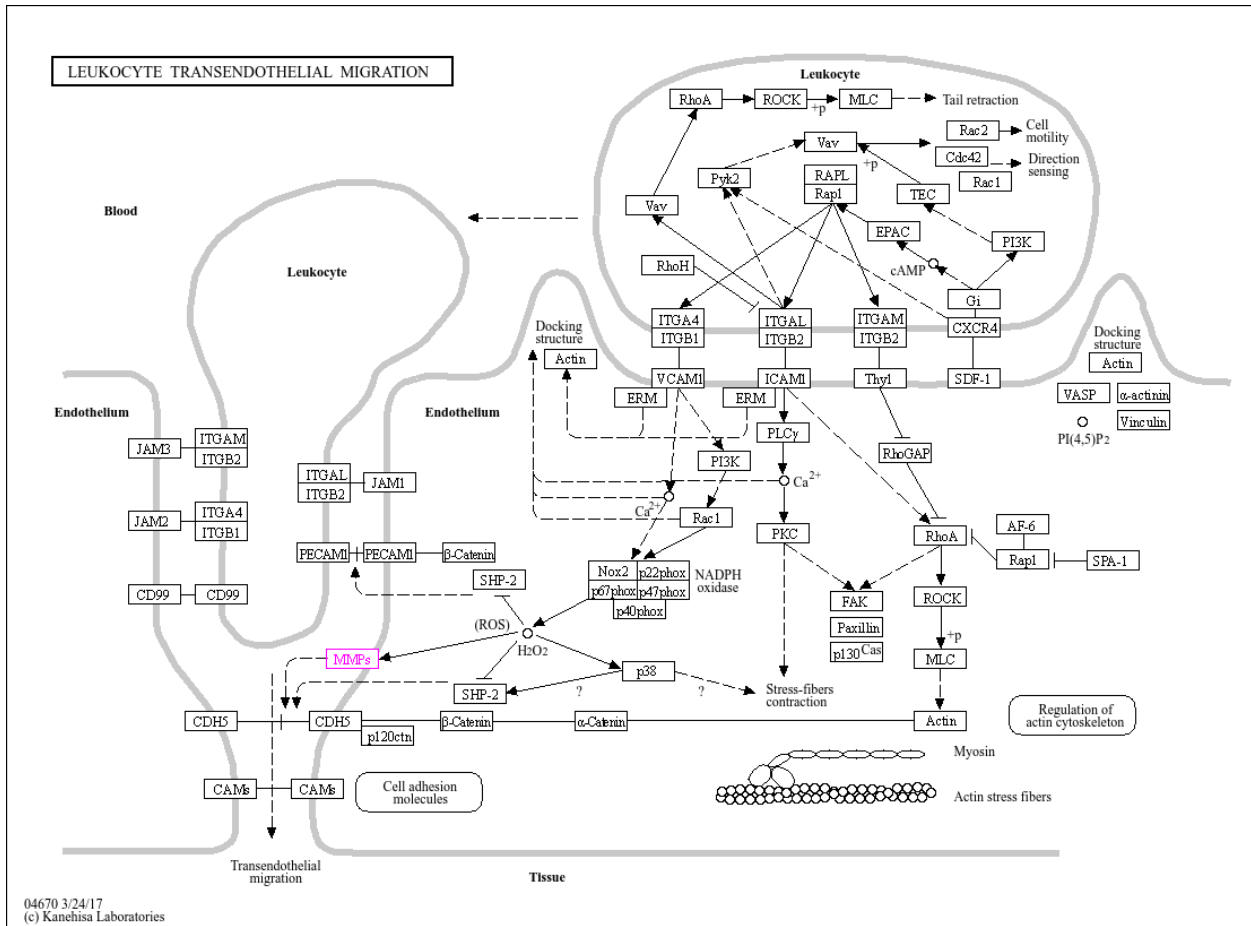 LEUKOCYTE TRANSENDOTHELIAL MIGRATION
Leukocyte
RhoA
ROCK
+p
MLC
Tail retraction
Rac2
Cell
motility
Vav
+p
Cdc42
Direction
sensing
Rac1
Pyk2
RAPL
Rap1
TEC
Vav
EPAC
PI3K
cAMP
RhoH
Gi
Blood
Leukocyte
ITGA4
ITGB1
ITGAL
ITGB2
ITGAM
ITGB2
CXCR4
Docking
structure
Actin
VCAM1
ICAM1
Thy1
SDF-1
ERM
ERM
Docking
structure
Actin
VASP
α-actinin
PI(4,5)P2
Vinculin
Endothelium
Endothelium
JAM3
ITGAM
ITGB2
ITGAL
ITGB2
JAM1
JAM2
ITGA4
ITGB1
PLCγ
PI3K
RhoGAP
Ca2+
Ca2+
Rac1
PKC
RhoA
AF-6
Rap1
SPA-1
PECAM1
PECAM1
β-Catenin
SHP-2
Nox2
p22phox
p67phox
p47phox
p40phox
NADPH
oxidase
CD99
CD99
FAK
Paxillin
p130Cas
ROCK
+p
MLC
(ROS)
H2O2
MMPs
p38
SHP-2
?
?
Stress-fibers
contraction
CDH5
CDH5
p120ctn
β-Catenin
α-Catenin
Actin
Regulation of
actin cytoskeleton
Myosin
Actin stress fibers
CAMs
CAMs
Cell adhesion
molecules
Transendothelial
migration
Tissue
04670 3/24/17
(c) Kanehisa Laboratories